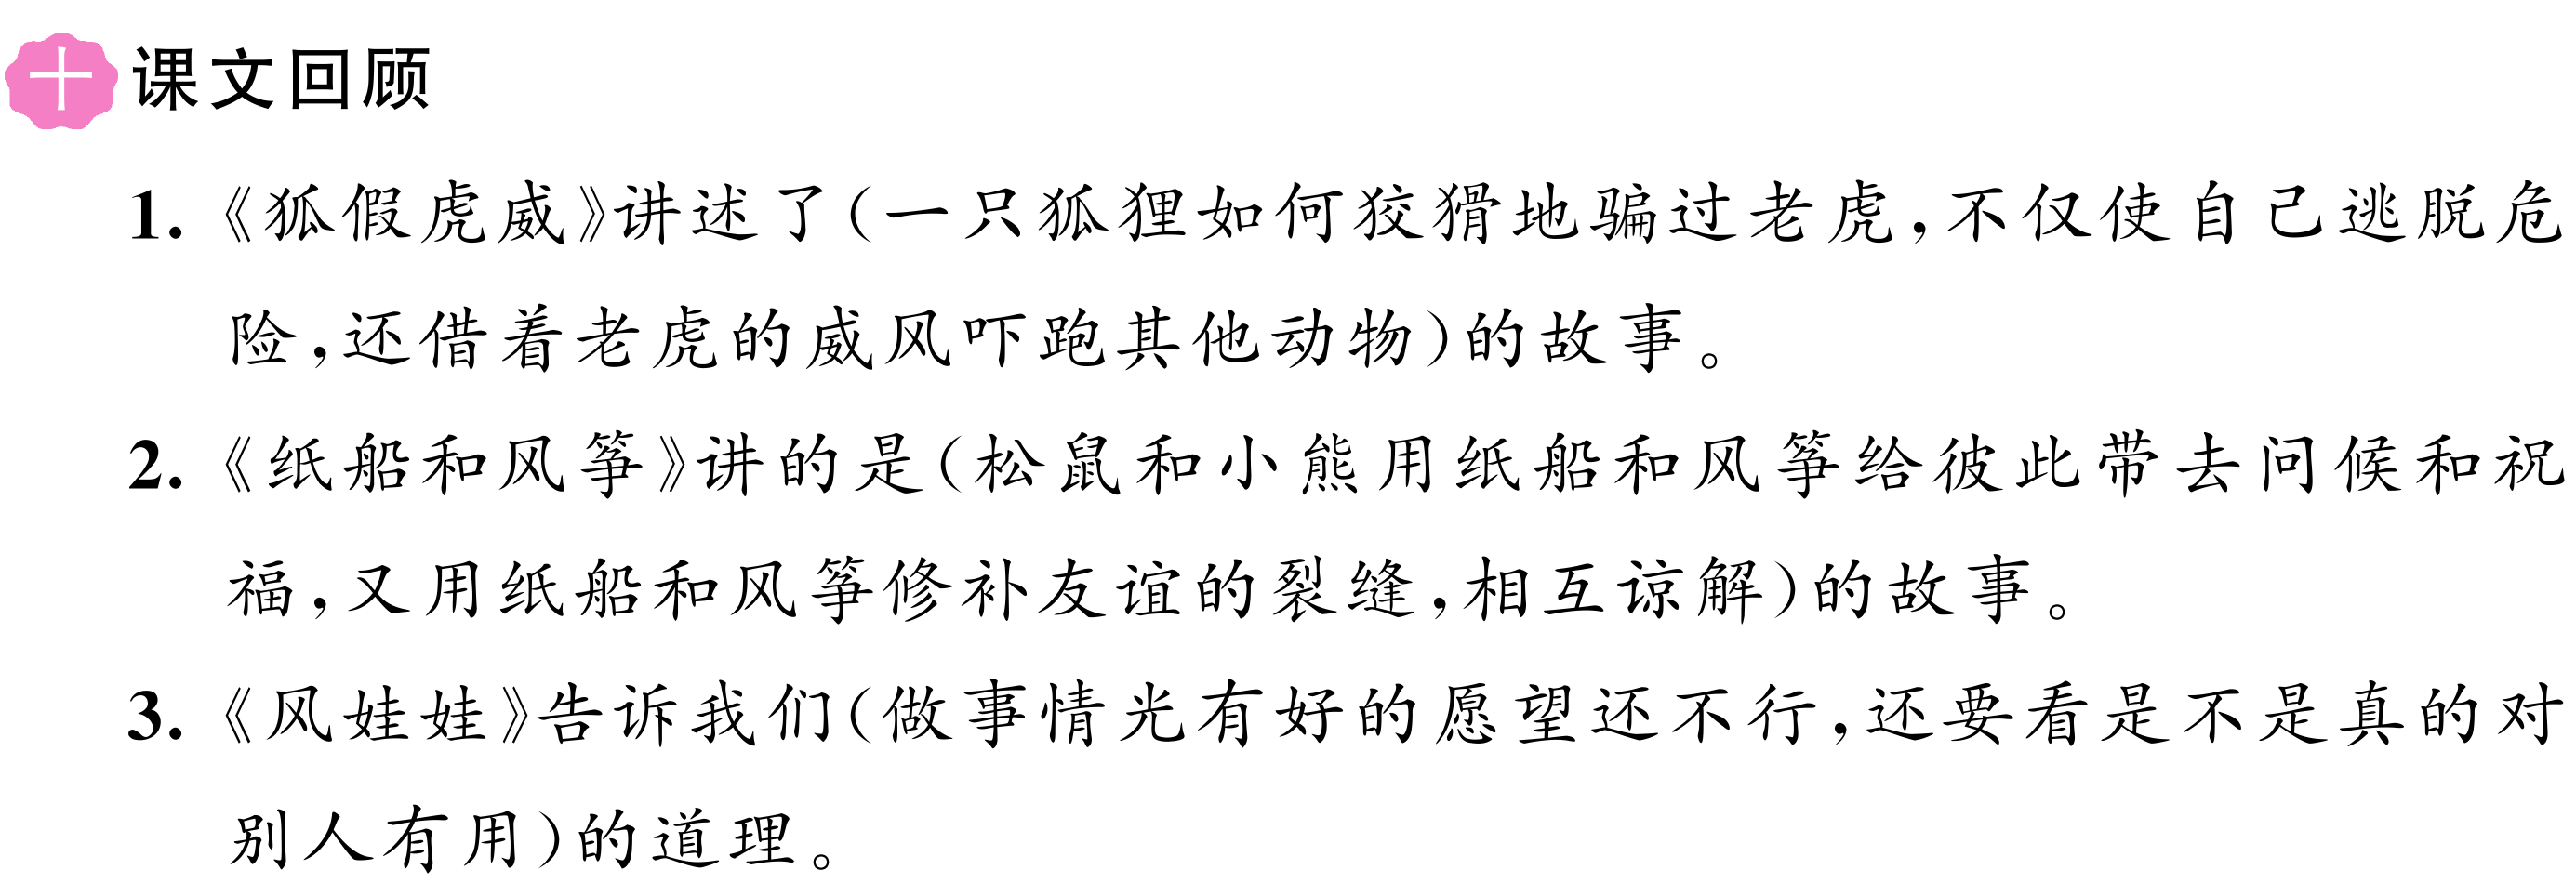 十 课文回顾
1.《狐假虎威》讲述了(一只狐狸如何狡猾地骗过老虎,不仅使自己逃脱危
险,还借着老虎的威风吓跑其他动物)的故事。
2.《纸船和风筝》讲的是(松鼠和小熊用纸船和风筝给彼此带去问候和祝
福,又用纸船和风筝修补友谊的裂缝,相互谅解)的故事。
3.《风娃娃》告诉我们(做事情光有好的愿望还不行,还要看是不是真的对
别人有用)的道理。